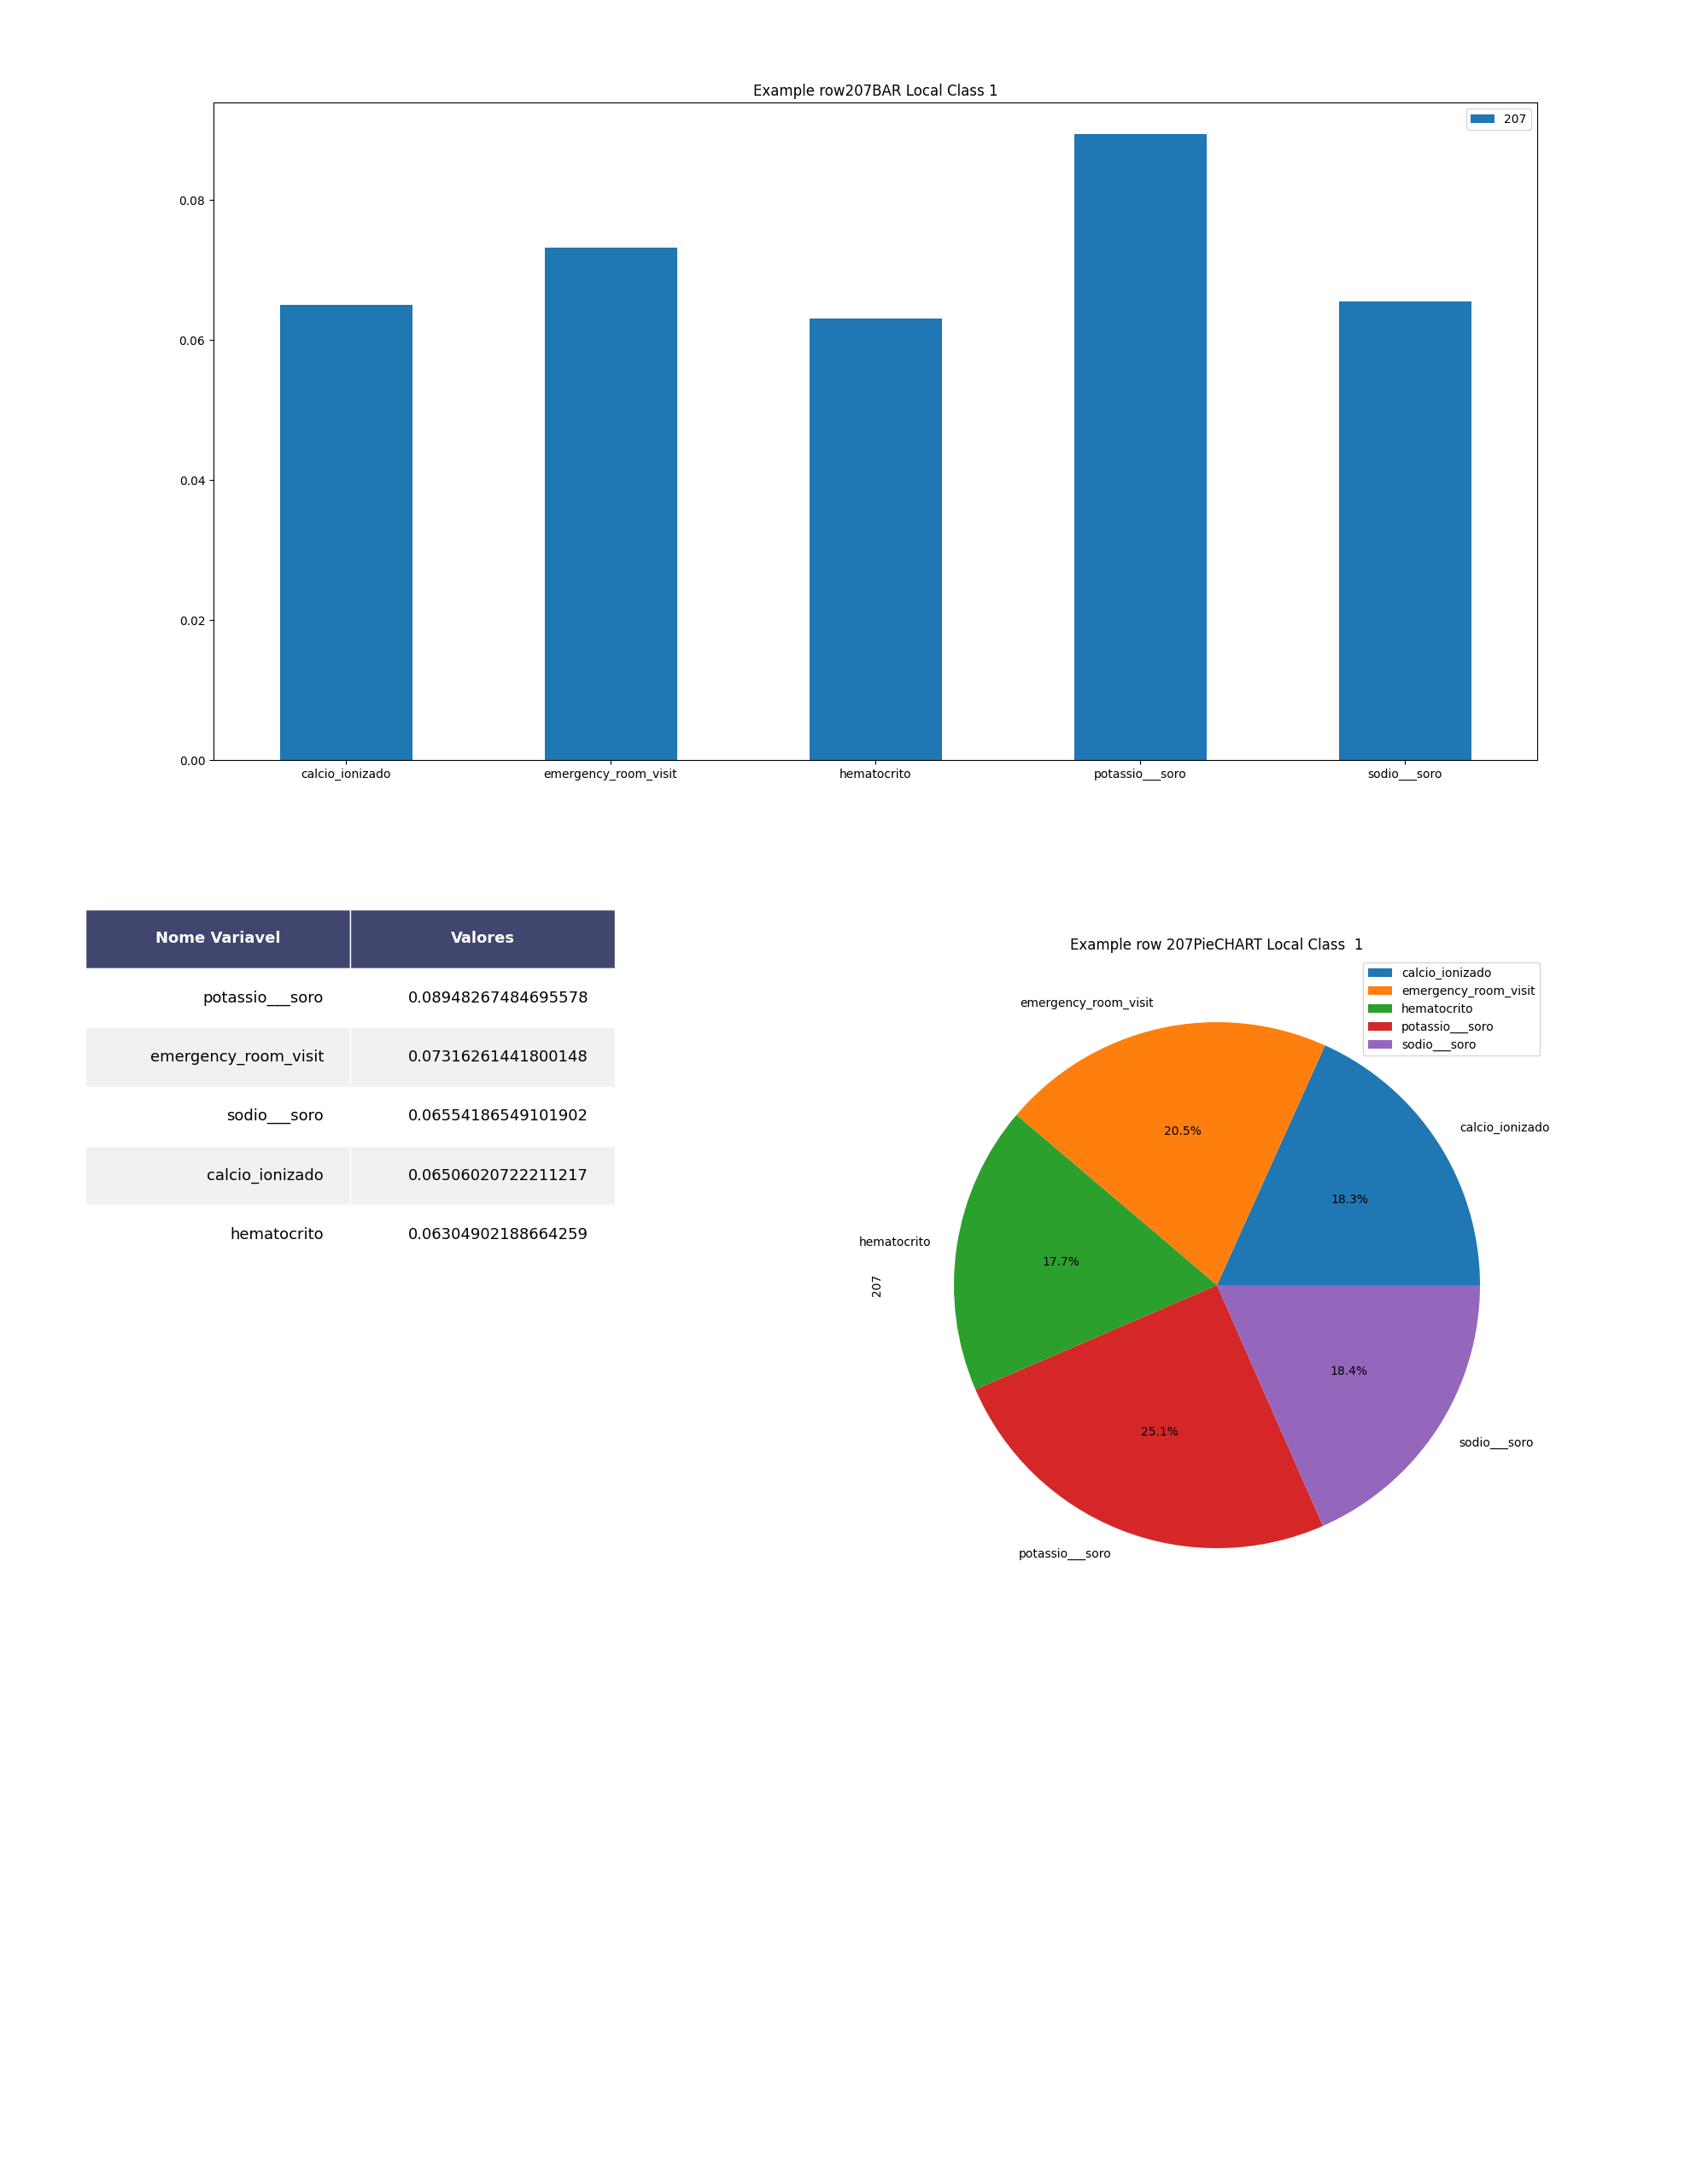 Example row207BAR Local Class 1
207
0.08
0.06
0.04
0.02
0.00
calcio_ionizado
emergency_room_visit
hematocrito
potassio___soro
sodio___soro
Nome Variavel Valores
potassio___soro 0.08948267484695578
emergency_room_visit 0.07316261441800148
sodio___soro 0.06554186549101902
calcio_ionizado 0.06506020722211217
hematocrito 0.06304902188664259
Example row 207PieCHART Local Class  1
calcio_ionizado
emergency_room_visit
hematocrito
potassio___soro
sodio___soro
emergency_room_visit
calcio_ionizado
20.5%
18.3%
hematocrito
17.7%
207
18.4%
25.1%
sodio___soro
potassio___soro